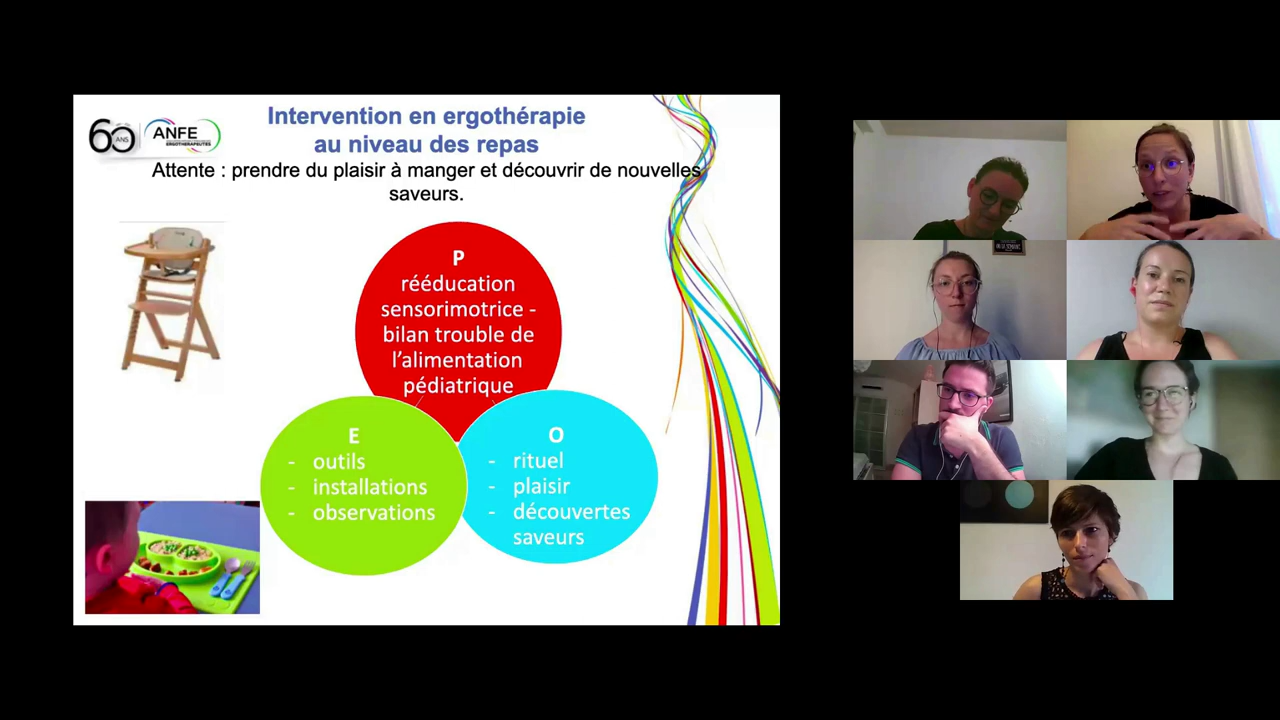 60 ANS
ANFE
ERGOTHÉRAPEUTES
Intervention en ergothérapie
au niveau des repas
Attente : prendre du plaisir à manger et découvrir de nouvelles
saveurs.
P
rééducation
sensorimotrice -
bilan trouble de
l’alimentation
pédiatrique
E
- outils
- installations
- observations
O
- rituel
- plaisir
- découvertes
saveurs